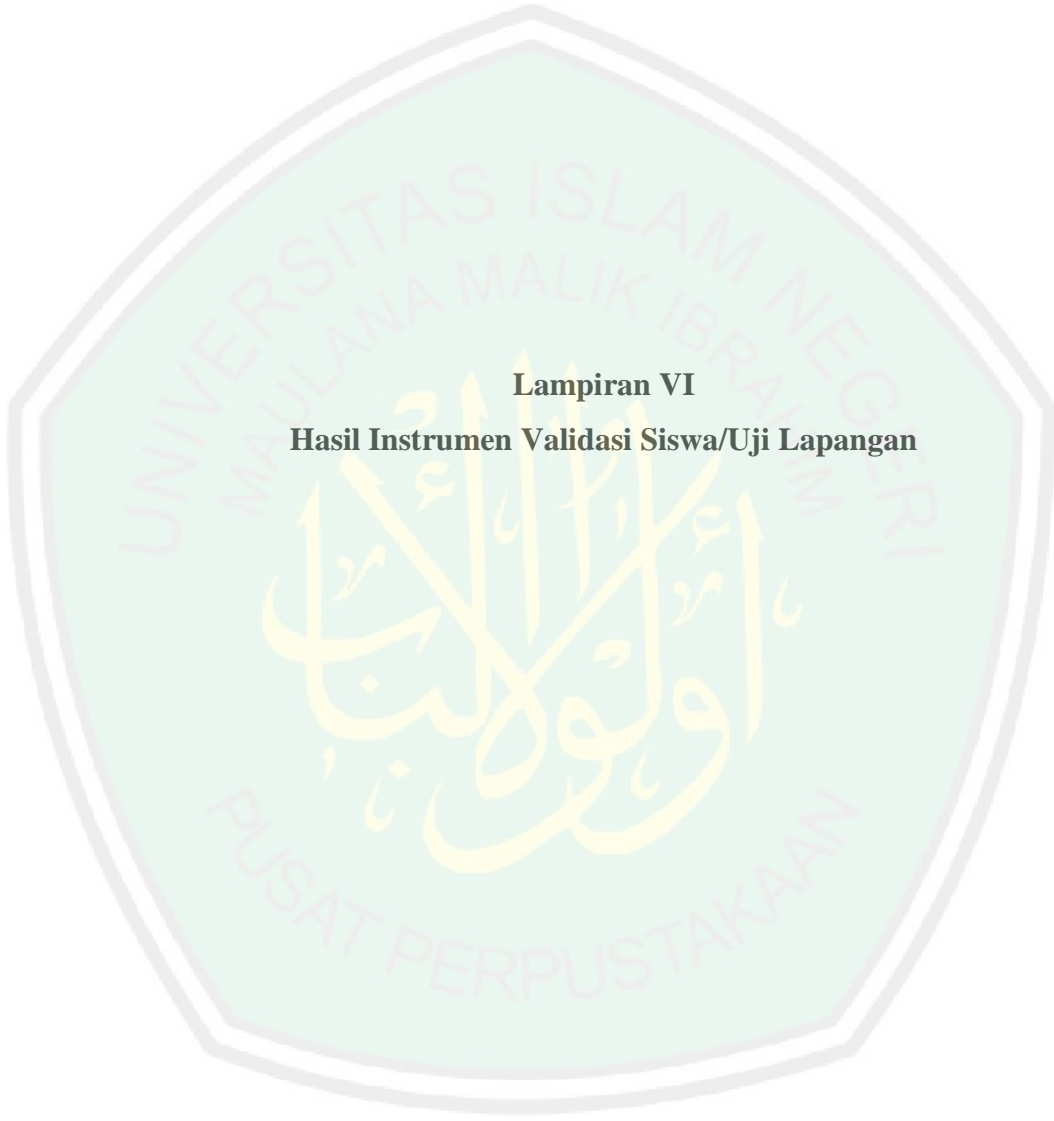 UNIVERSITAS ISLAM NEGERI
MAULANA MALIK IBRAHIM
Lampiran VI
Hasil Instrumen Validasi Siswa/Uji Lapangan
PUSAT PERPUSTAKAAN